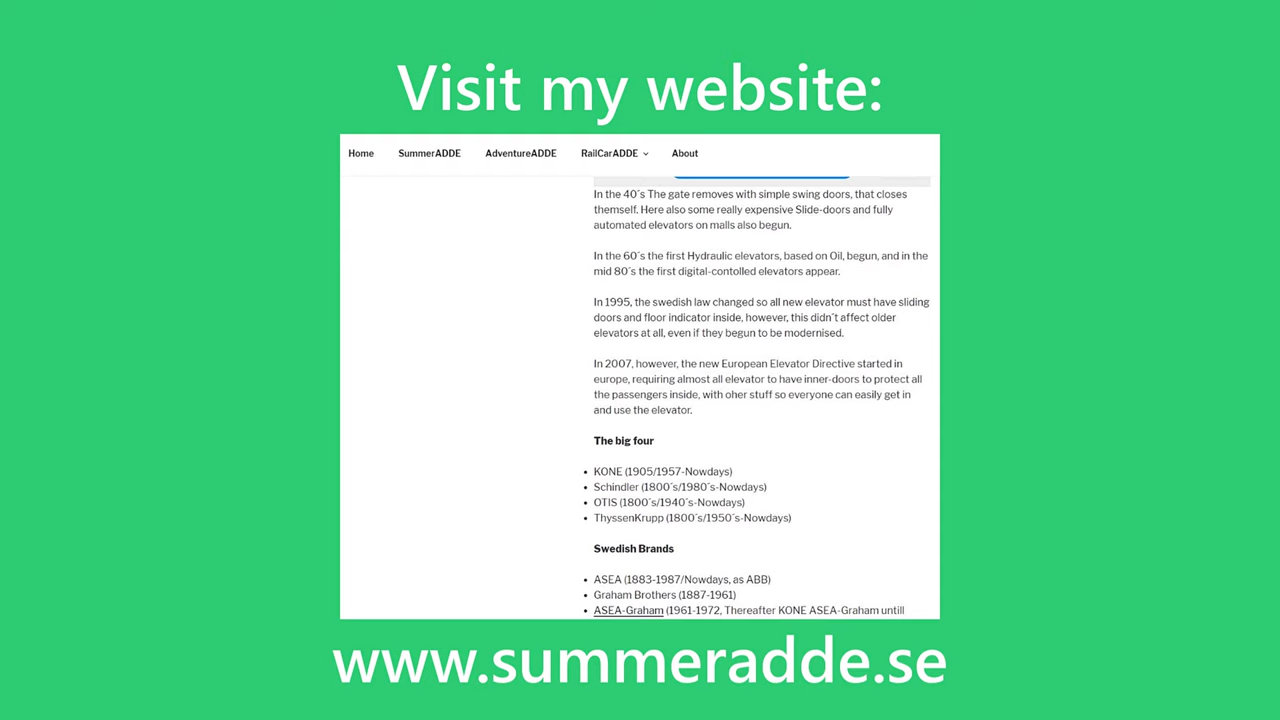 Visit my website:
Home SummerADDE AdventureADDE RailCarADDE About
In the 40´s The gate removes with simple swing doors, that closes
themself. Here also some really expensive Slide-doors and fully
automated elevators on malls also begun.
In the 60´s the first Hydraulic elevators, based on Oil, begun, and in the
mid 80´s the first digital-contolled elevators appear.
In 1995, the swedish law changed so all new elevator must have sliding
doors and floor indicator inside, however, this didn´t affect older
elevators at all, even if they begun to be modernised.
In 2007, however, the new European Elevator Directive started in
europe, requiring almost all elevator to have inner-doors to protect all
the passengers inside, with oher stuff so everyone can easily get in
and use the elevator.
The big four
• KONE (1905/1957-Nowdays)
• Schindler (1800´s/1980´s-Nowdays)
• OTIS (1800´s/1940´s-Nowdays)
• ThyssenKrupp (1800´s/1950´s-Nowdays)
Swedish Brands
• ASEA (1883-1987/Nowdays, as ABB)
• Graham Brothers (1887-1961)
• ASEA-Graham (1961-1972, Thereafter KONE ASEA-Graham untill
www.summeradde.se